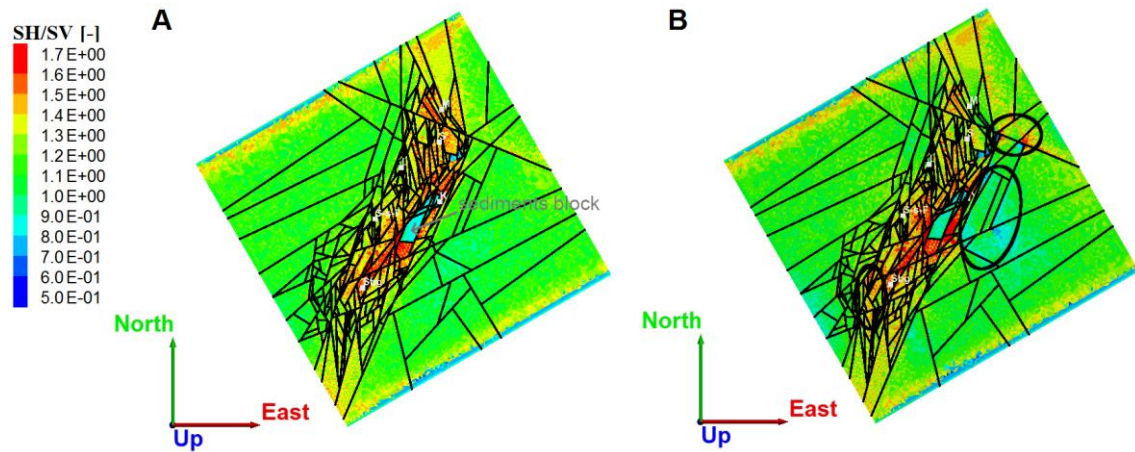 A
B
SH/SV [-]
1.7E+00
1.6E+00
1.5E+00
1.4E+00
1.3E+00
1.2E+00
1.1E+00
1.0E+00
9.0E-01
8.0E-01
7.0E-01
6.0E-01
5.0E-01
K
sediments block
North
East
Up
North
East
Up